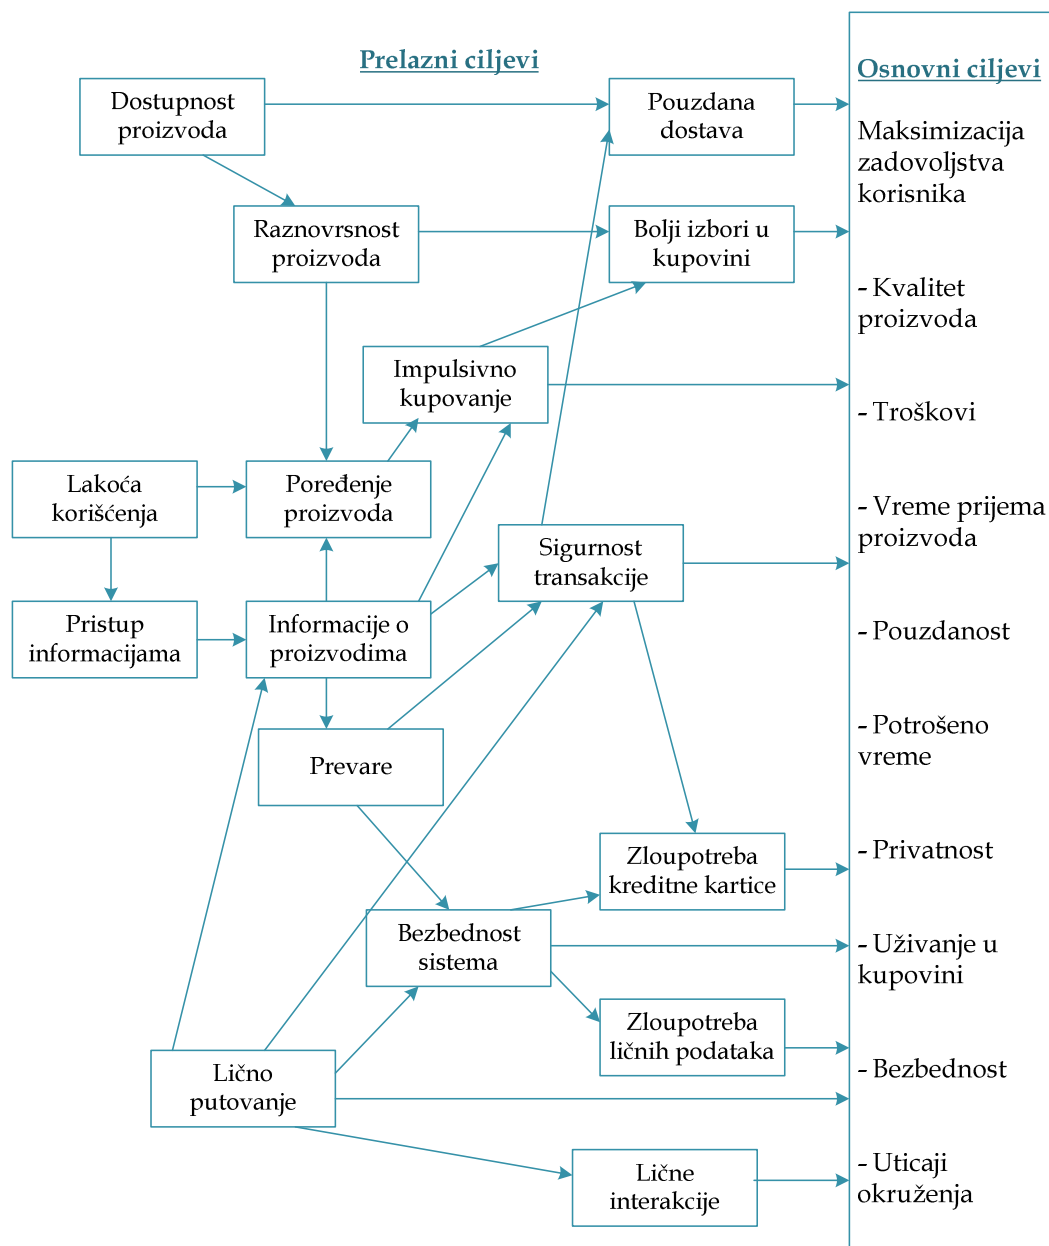 Prelazni ciljevi
Dostupnost
proizvoda
Pouzdana
dostava
Raznovrsnost
proizvoda
Bolji izbori u
kupovini
Impulsivno
kupovanje
Lakoća
korišćenja
Poređenje
proizvoda
Sigurnost
transakcije
Pristup
informacijama
Informacije o
proizvodima
Prevare
Zloupotreba
kreditne kartice
Bezbednost
sistema
Zloupotreba
ličnih podataka
Lično
putovanje
Lične
interakcije
Osnovni ciljevi
Maksimizacija
zadovoljstva
korisnika
- Kvalitet
proizvoda
- Troškovi
- Vreme prijema
proizvoda
- Pouzdanost
- Potrošeno
vreme
- Privatnost
- Uživanje u
kupovini
- Bezbednost
- Uticaji
okruženja